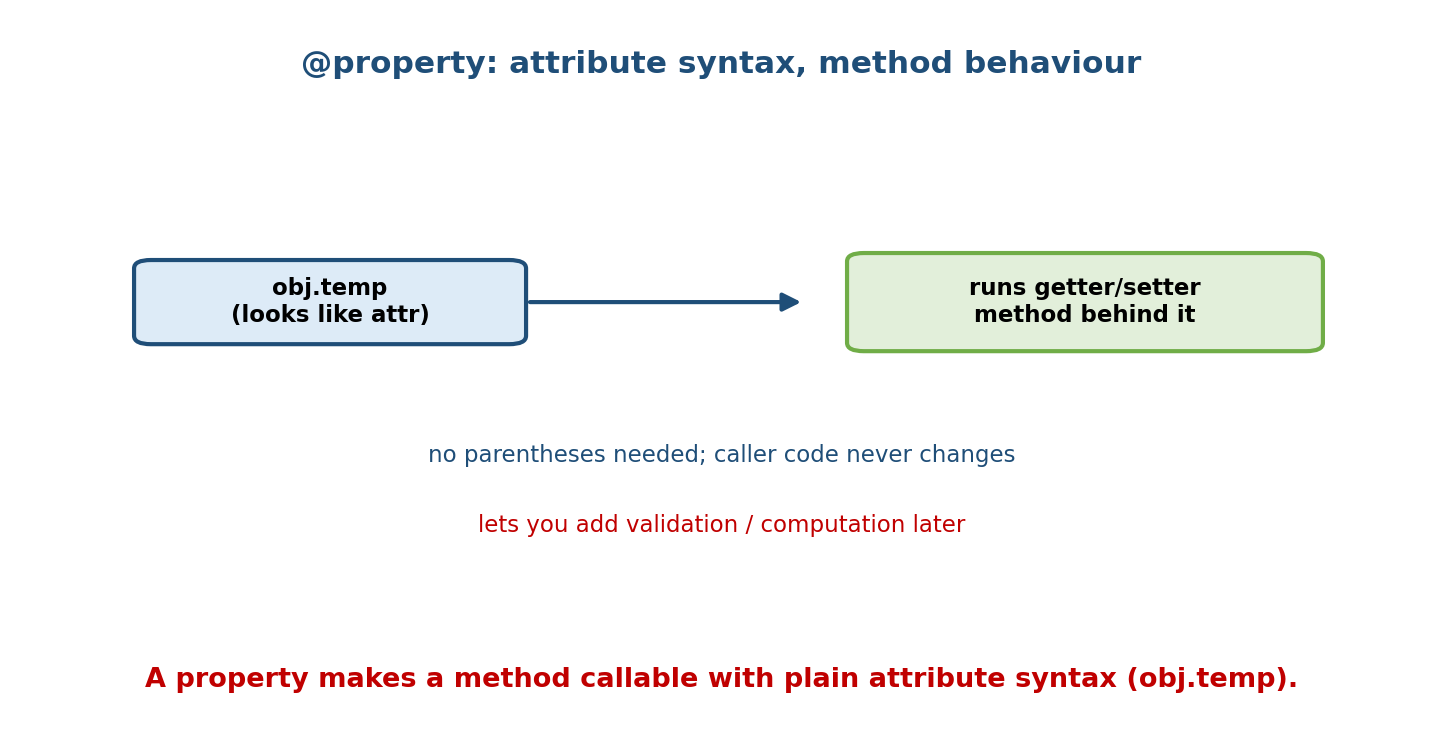 @property: attribute syntax, method behaviour
obj.temp
(looks like attr)
runs getter/setter
method behind it
no parentheses needed; caller code never changes
lets you add validation / computation later
A property makes a method callable with plain attribute syntax (obj.temp).